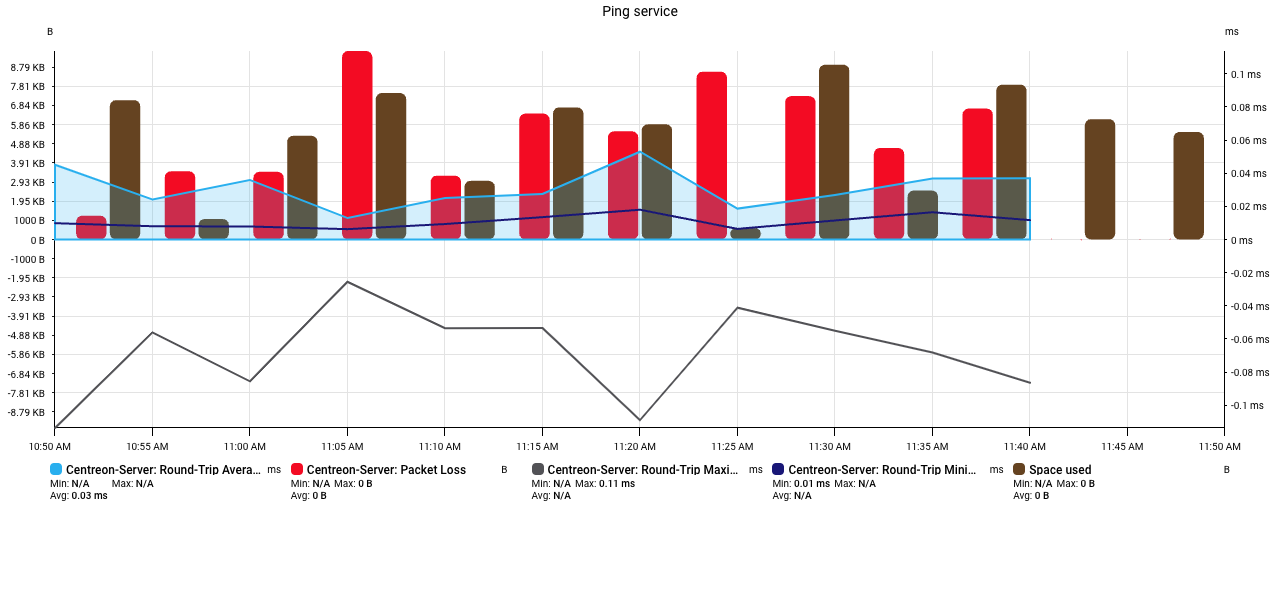 Ping service
B
ms
8.79 KB
7.81 KB
6.84 KB
5.86 KB
4.88 KB
3.91 KB
2.93 KB
1.95 KB
1000 B
0 B
-1000 B
-1.95 KB
-2.93 KB
-3.91 KB
-4.88 KB
-5.86 KB
-6.84 KB
-7.81 KB
-8.79 KB
0.1 ms
0.08 ms
0.06 ms
0.04 ms
0.02 ms
0 ms
-0.02 ms
-0.04 ms
-0.06 ms
-0.08 ms
-0.1 ms
10:50 AM 10:55 AM 11:00 AM 11:05 AM 11:10 AM 11:15 AM 11:20 AM 11:25 AM 11:30 AM 11:35 AM 11:40 AM 11:45 AM 11:50 AM
Centreon-Server: Round-Trip Avera... ms
Min: N/A Max: N/A
Avg: 0.03 ms
Centreon-Server: Packet Loss B
Min: N/A Max: 0 B
Avg: 0 B
Centreon-Server: Round-Trip Maxi... ms
Min: N/A Max: 0.11 ms
Avg: N/A
Centreon-Server: Round-Trip Mini... ms
Min: 0.01 ms Max: N/A
Avg: N/A
Space used B
Min: N/A Max: 0 B
Avg: 0 B